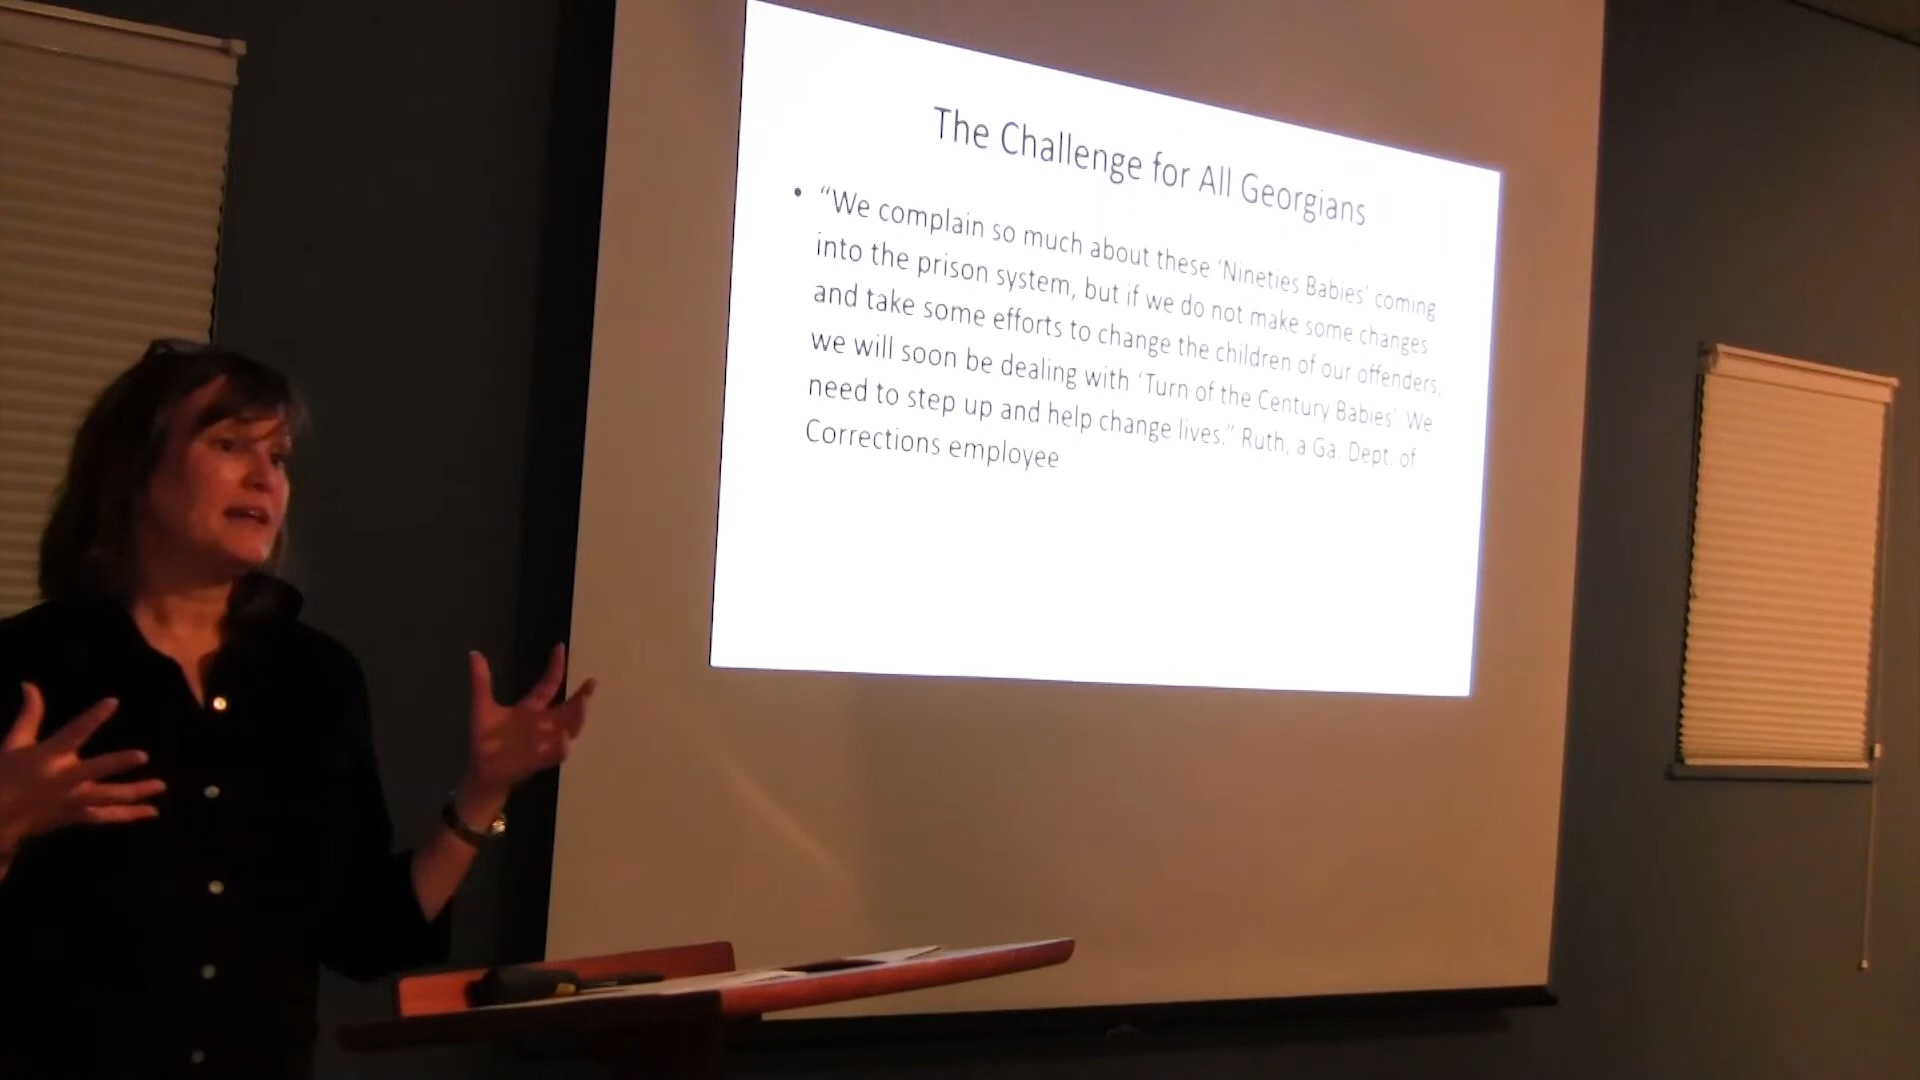 The Challenge for All Georgians
• “We complain so much about these ‘Nineties Babies’ coming
into the prison system, but if we do not make some changes
and take some efforts to change the children of our offenders,
we will soon be dealing with ‘Turn of the Century Babies’. We
need to step up and help change lives.” Ruth, a Ga. Dept. of
Corrections employee